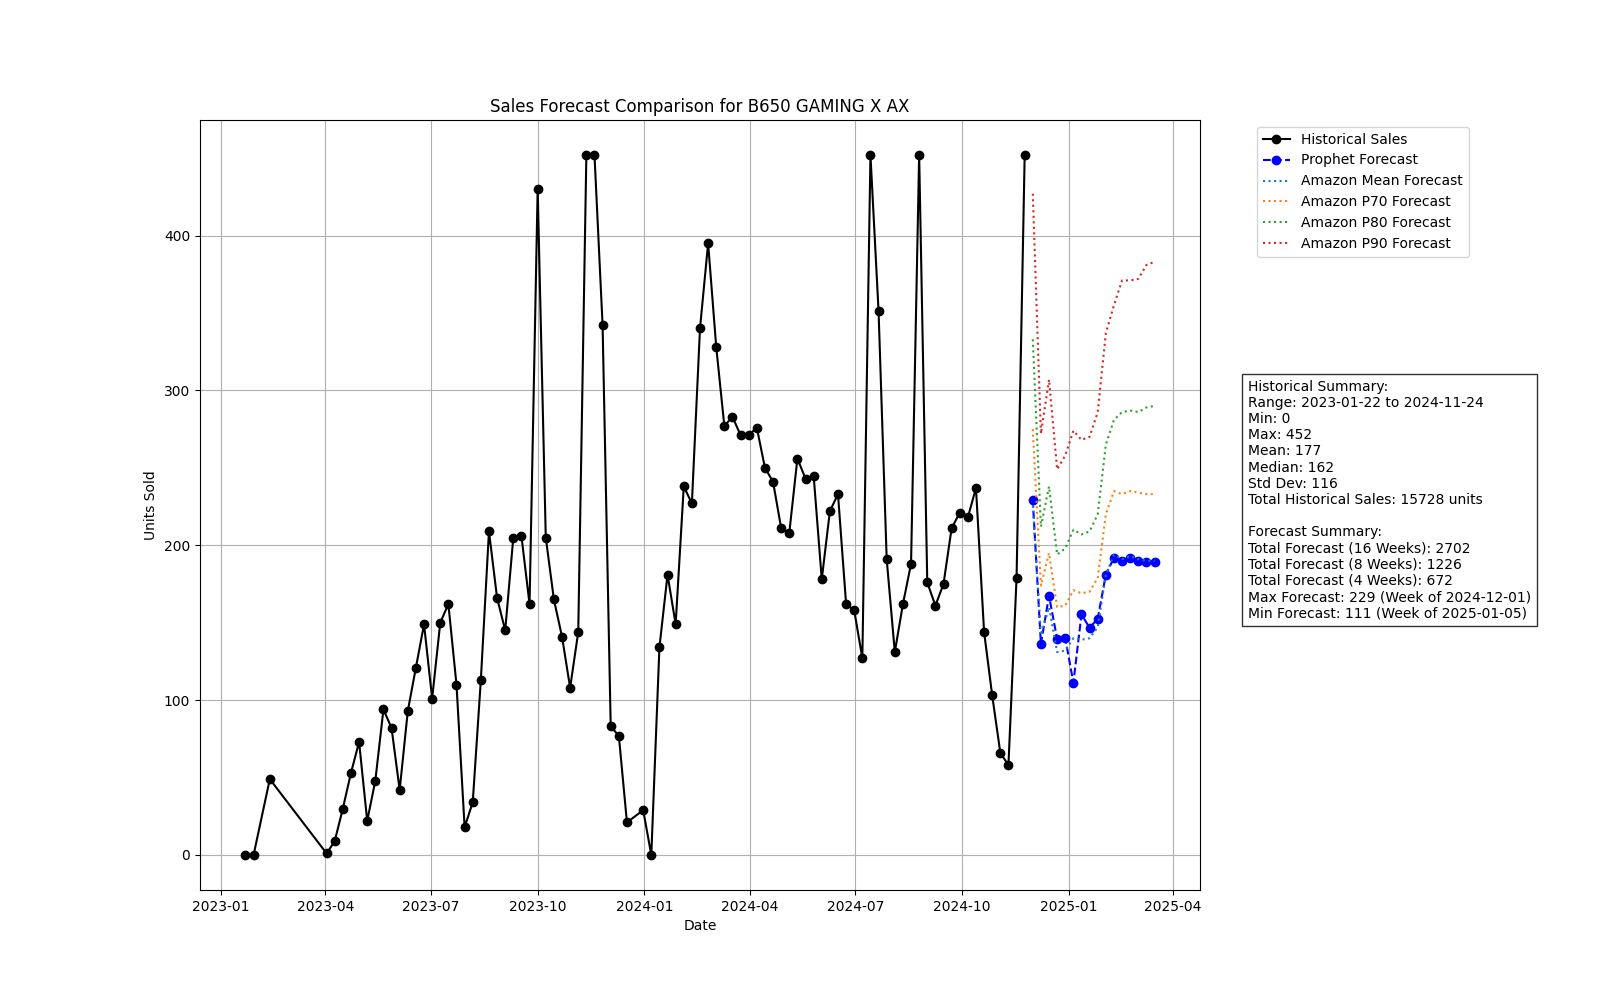 Sales Forecast Comparison for B650 GAMING X AX
Historical Sales
Prophet Forecast
Amazon Mean Forecast
Amazon P70 Forecast
Amazon P80 Forecast
Amazon P90 Forecast
400
300
200
100
0
Units Sold
2023-01
2023-04
2023-07
2023-10
2024-01
2024-04
2024-07
2024-10
2025-01
2025-04
Date
Historical Summary:
Range: 2023-01-22 to 2024-11-24
Min: 0
Max: 452
Mean: 177
Median: 162
Std Dev: 116
Total Historical Sales: 15728 units
Forecast Summary:
Total Forecast (16 Weeks): 2702
Total Forecast (8 Weeks): 1226
Total Forecast (4 Weeks): 672
Max Forecast: 229 (Week of 2024-12-01)
Min Forecast: 111 (Week of 2025-01-05)